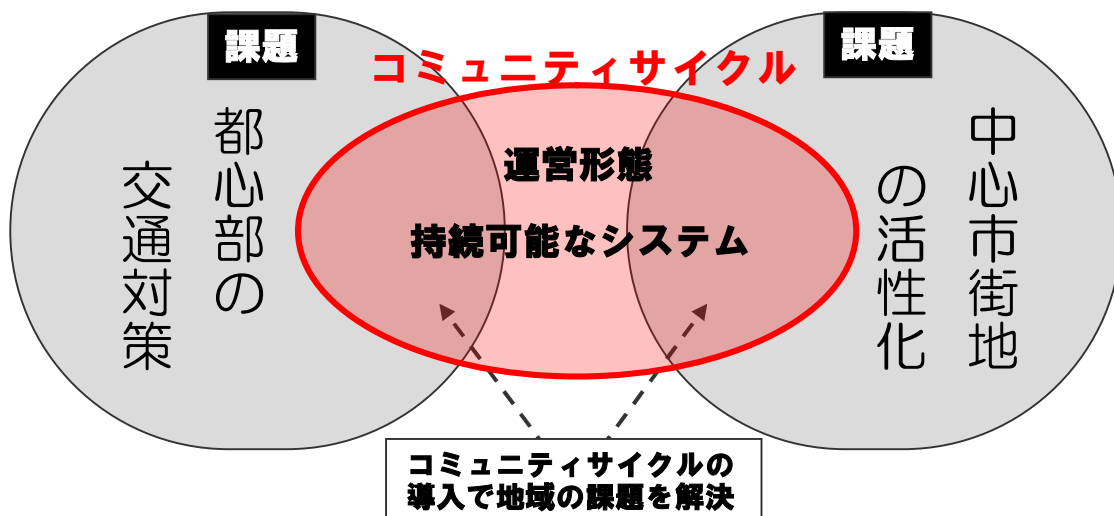 課題
都心部の
交通対策
コミュニティサイクル
運営形態
持続可能なシステム
課題
中心市街地
の活性化
コミュニティサイクルの
導入で地域の課題を解決